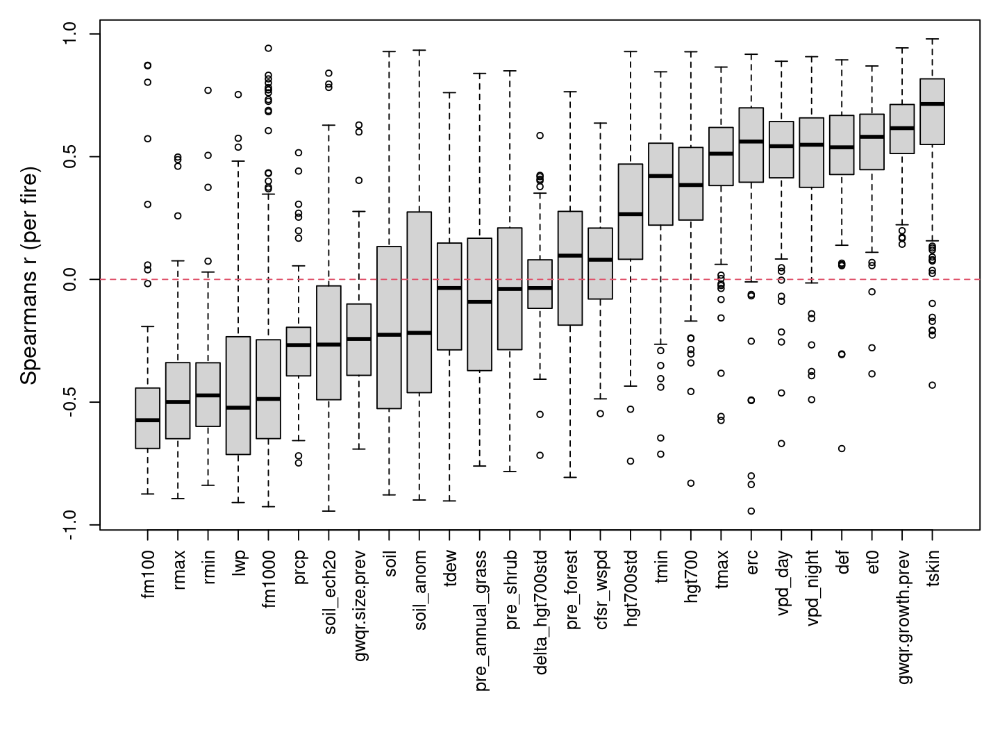 Spearmans r (per fire)
1.0
0.5
0.0
-0.5
-1.0
fm100
rmax
rmin
lwp
fm1000
prcp
soil_ech2o
gwqr.size.prev
soil
soil_anom
tdew
pre_annual_grass
pre_shrub
delta_hgt700std
pre_forest
cfsr_wspd
hgt700std
tmin
hgt700
tmax
erc
vpd_day
vpd_night
def
et0
gwqr.growth.prev
tskin